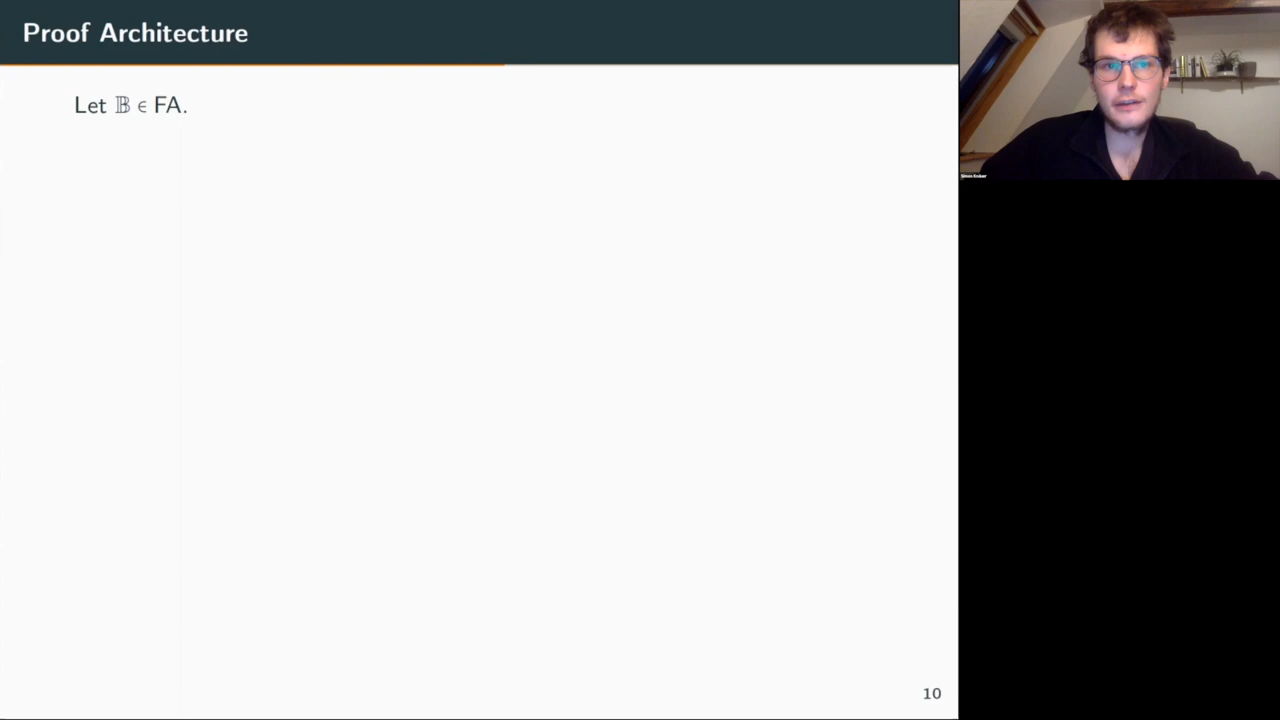 Proof Architecture
Let 𝔹 ∈ FA.
10